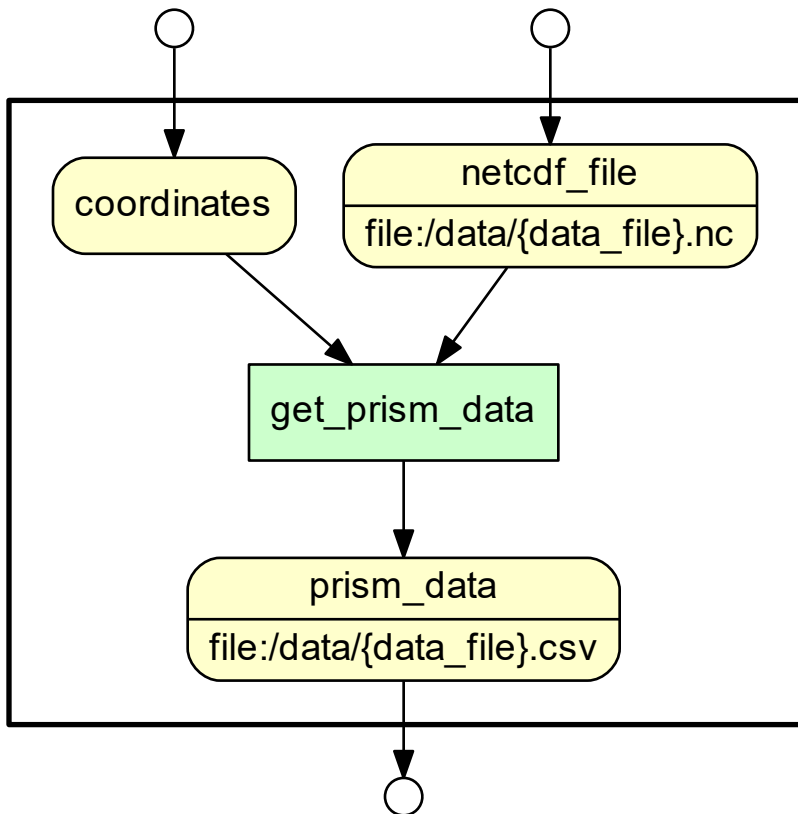 coordinates
netcdf_file
file:/data/{data_file}.nc
get_prism_data
prism_data
file:/data/{data_file}.csv